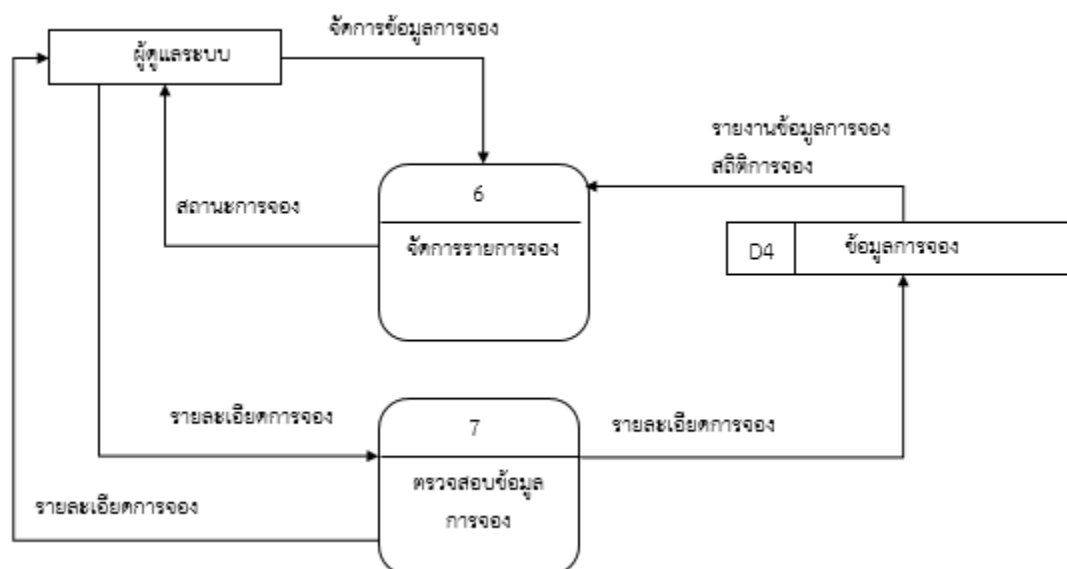 จัดการข้อมูลการจอง
ผู้ดูแลระบบ
รายงานข้อมูลการจอง
สถิติการจอง
6
สถานะการจอง
จัดการรายการจอง
D4
ข้อมูลการจอง
รายละเอียดการจอง
7
รายละเอียดการจอง
ตรวจสอบข้อมูล
การจอง
รายละเอียดการจอง